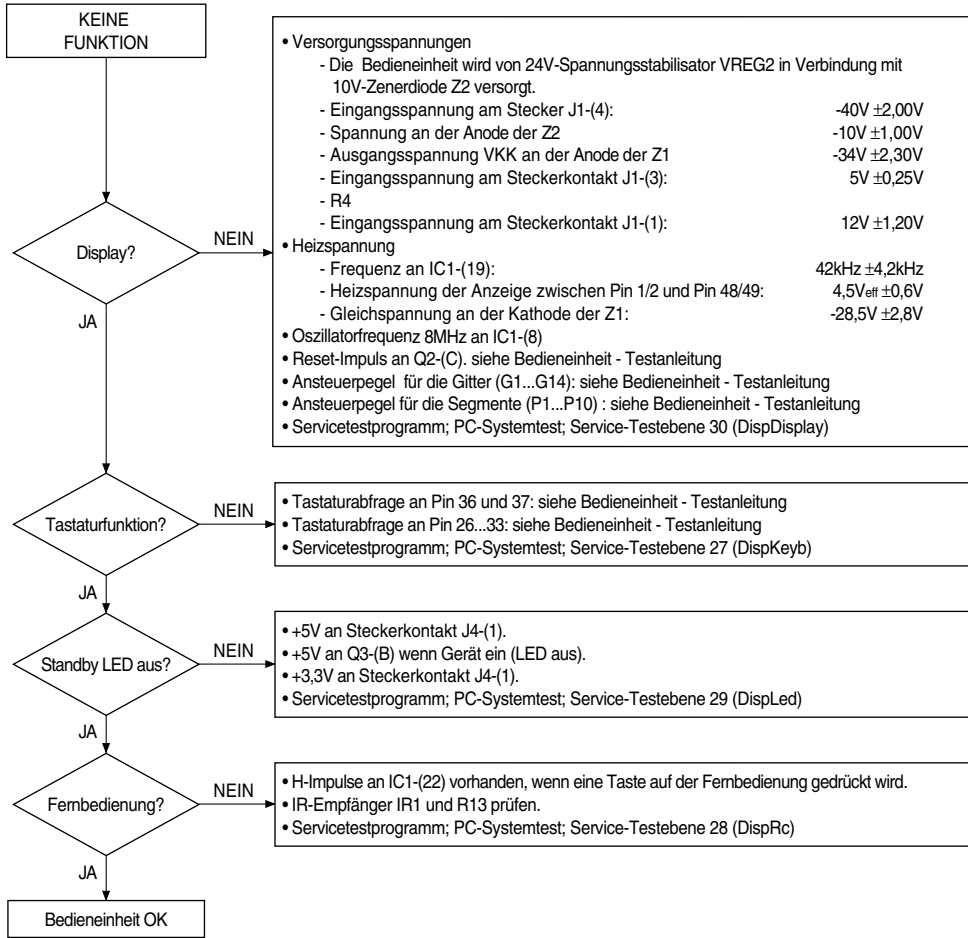 KEINE
FUNKTION
Display?
NEIN
• Versorgungsspannungen
- Die Bedieneinheit wird von 24V-Spannungsstabilisator VREG2 in Verbindung mit
10V-Zenerdiode Z2 versorgt.
- Eingangsspannung am Stecker J1-(4): -40V ±2,00V
- Spannung an der Anode der Z2 -10V ±1,00V
- Ausgangsspannung VKK an der Anode der Z1 -34V ±2,30V
- Eingangsspannung am Steckerkontakt J1-(3): 5V ±0,25V
- R4
- Eingangsspannung am Steckerkontakt J1-(1): 12V ±1,20V
• Heizspannung
- Frequenz an IC1-(19): 42kHz ±4,2kHz
- Heizspannung der Anzeige zwischen Pin 1/2 und Pin 48/49: 4,5Veff ±0,6V
- Gleichspannung an der Kathode der Z1: -28,5V ±2,8V
• Oszillatorfrequenz 8MHz an IC1-(8)
• Reset-Impuls an Q2-(C). siehe Bedieneinheit - Testanleitung
• Ansteuerpegel für die Gitter (G1...G14): siehe Bedieneinheit - Testanleitung
• Ansteuerpegel für die Segmente (P1...P10) : siehe Bedieneinheit - Testanleitung
• Servicetestprogramm; PC-Systemtest; Service-Testebene 30 (DispDisplay)
JA
Tastaturfunktion?
NEIN
• Tastaturabfrage an Pin 36 und 37: siehe Bedieneinheit - Testanleitung
• Tastaturabfrage an Pin 26...33: siehe Bedieneinheit - Testanleitung
• Servicetestprogramm; PC-Systemtest; Service-Testebene 27 (DispKeyb)
JA
Standby LED aus?
NEIN
• +5V an Steckerkontakt J4-(1).
• +5V an Q3-(B) wenn Gerät ein (LED aus).
• +3,3V an Steckerkontakt J4-(1).
• Servicetestprogramm; PC-Systemtest; Service-Testebene 29 (DispLed)
JA
Fernbedienung?
NEIN
• H-Impulse an IC1-(22) vorhanden, wenn eine Taste auf der Fernbedienung gedrückt wird.
• IR-Empfänger IR1 und R13 prüfen.
• Servicetestprogramm; PC-Systemtest; Service-Testebene 28 (DispRc)
JA
Bedieneinheit OK